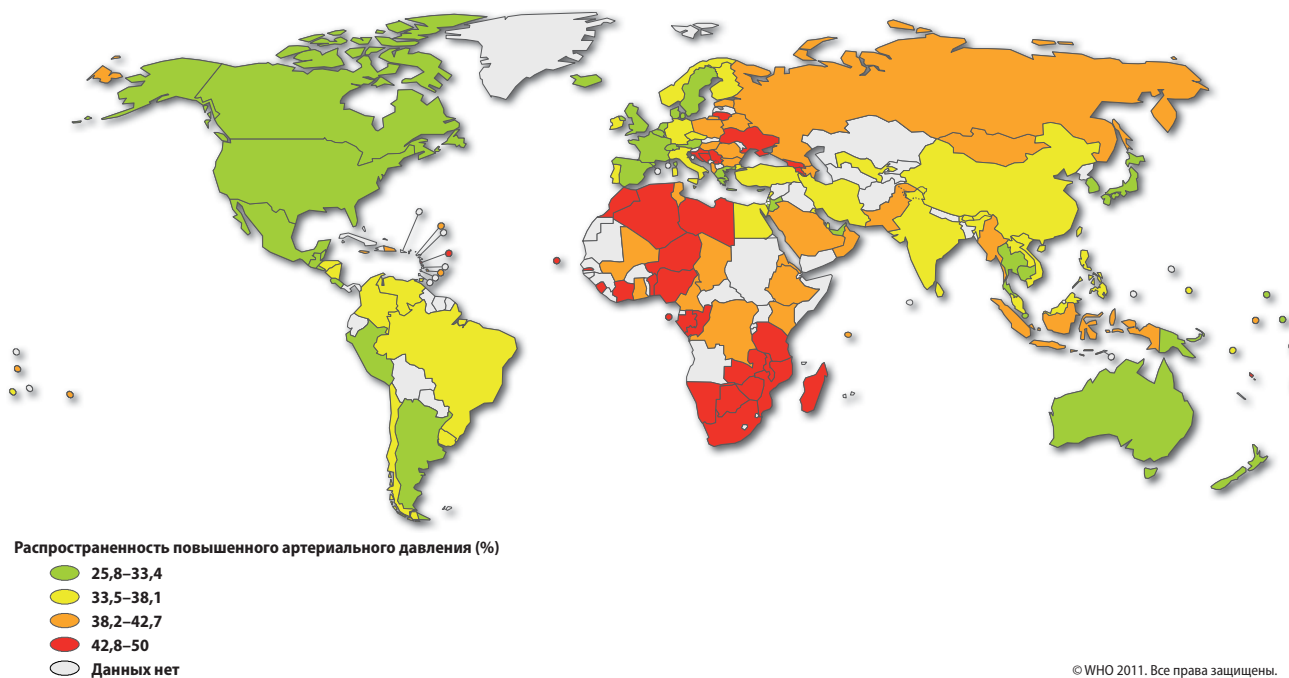 Распространенность повышенного артериального давления (%)
25,8–33,4
33,5–38,1
38,2–42,7
42,8–50
Данных нет
© WHO 2011. Все права защищены.